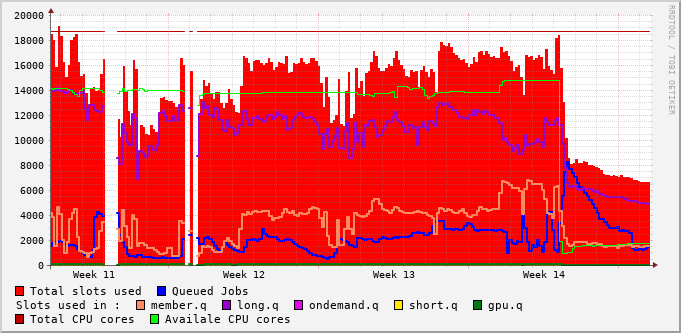 20000
18000
16000
14000
12000
10000
8000
6000
4000
2000
0
Week 11 Week 12 Week 13 Week 14
RRDTOOL / TOBI OETIKER
Total slots used Queued Jobs
Slots used in : member.q long.q ondemand.q short.q gpu.q
Total CPU cores Availale CPU cores